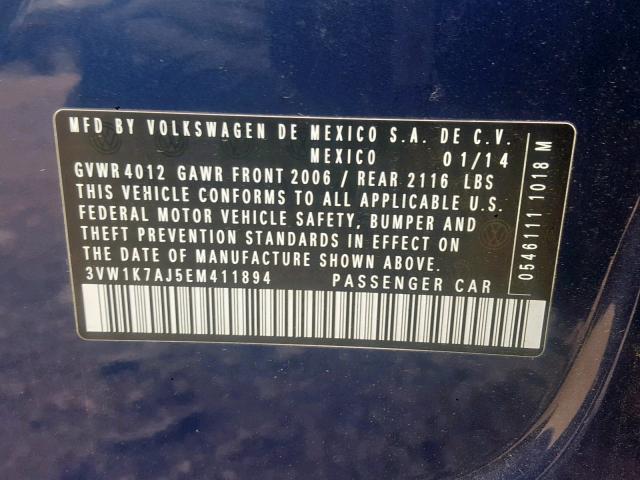 MFD BY VOLKSWAGEN DE MEXICO S.A. DE C.V.
MEXICO 01/14
GVWR 4012 GAWR FRONT 2006 / REAR 2116 LBS
THIS VEHICLE CONFORMS TO ALL APPLICABLE U.S.
FEDERAL MOTOR VEHICLE SAFETY, BUMPER AND
THEFT PREVENTION STANDARDS IN EFFECT ON
THE DATE OF MANUFACTURE SHOWN ABOVE.
3VW1K7AJ5EM411894 PASSENGER CAR
0546111 1018 M